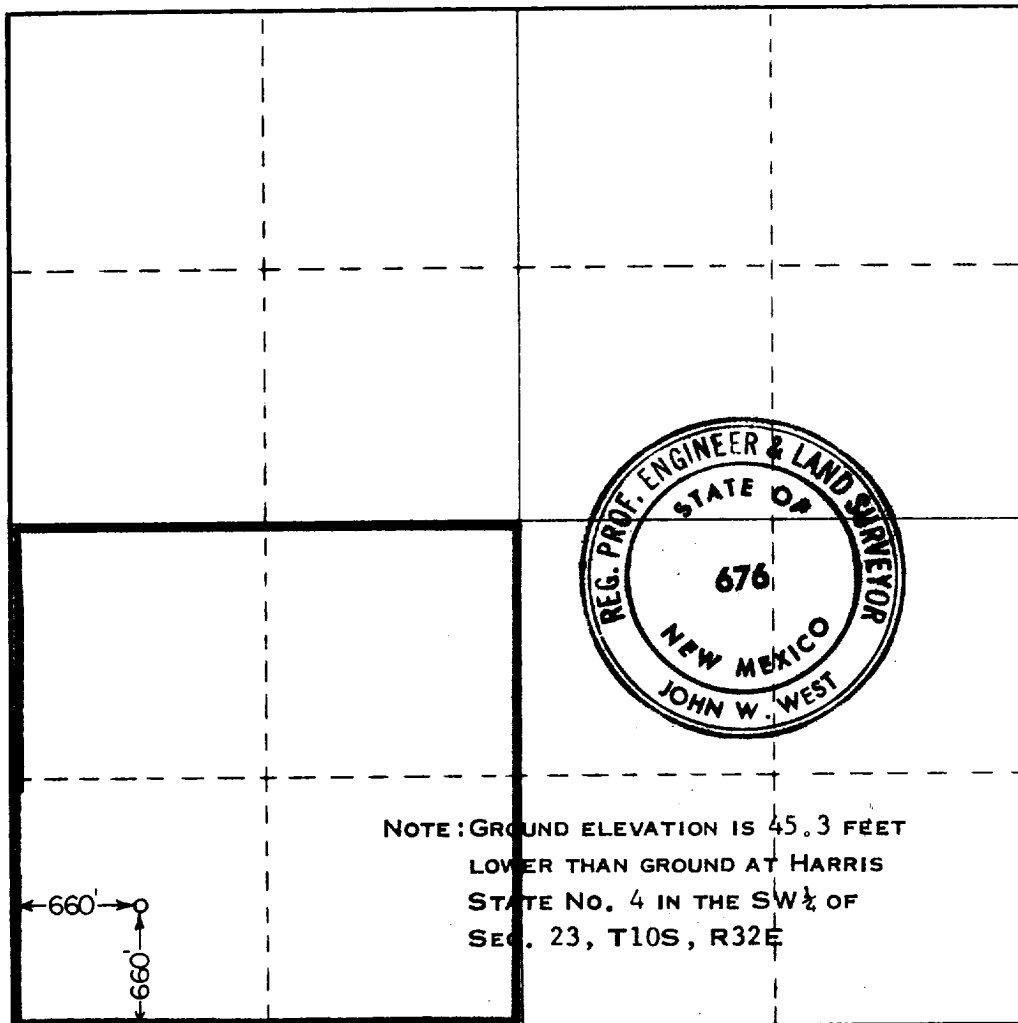 REG. PROF. ENGINEER & LAND SURVEYOR
STATE OF
676
NEW MEXICO
JOHN W. WEST
NOTE: GROUND ELEVATION IS 45.3 FEET
LOWER THAN GROUND AT HARRIS
STATE NO. 4 IN THE SW¼ OF
SEC. 23, T10S, R32E
660'
660'